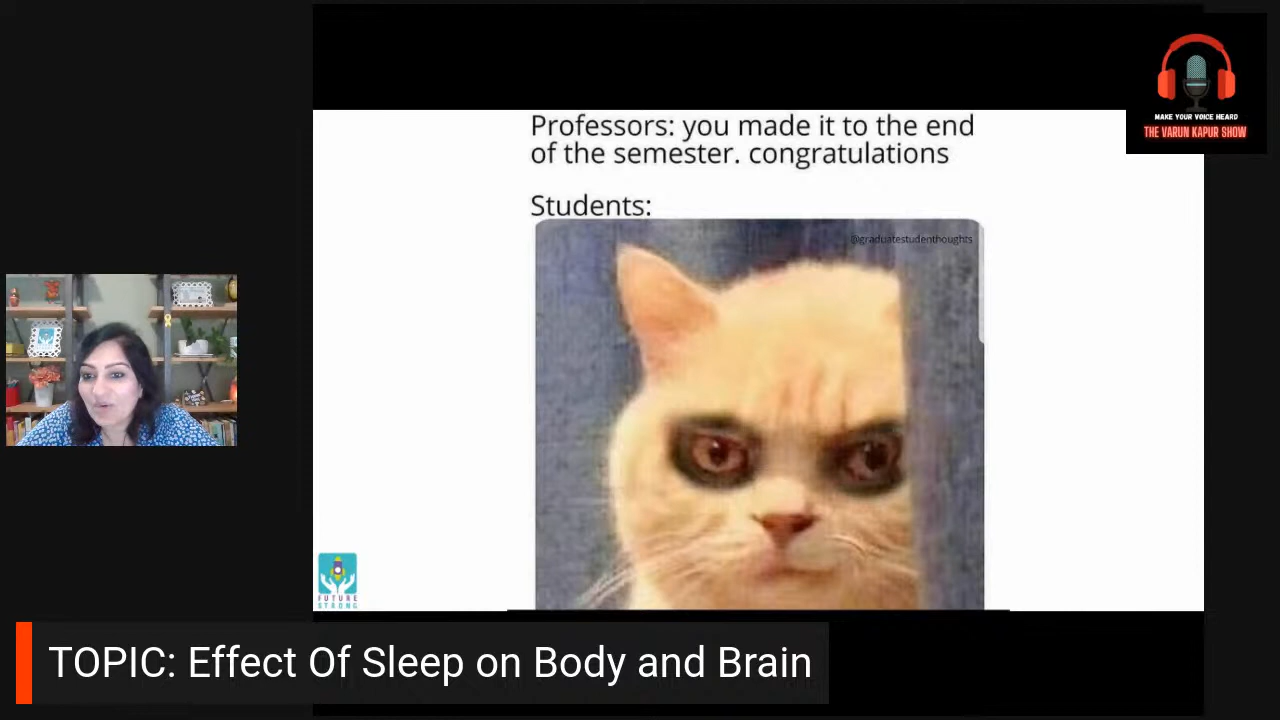 MAKE YOUR VOICE HEARD
THE VARUN KAPUR SHOW
Professors: you made it to the end
of the semester. congratulations
Students:
@graduatestudenthoughts
FUTURE
STRONG
TOPIC: Effect Of Sleep on Body and Brain